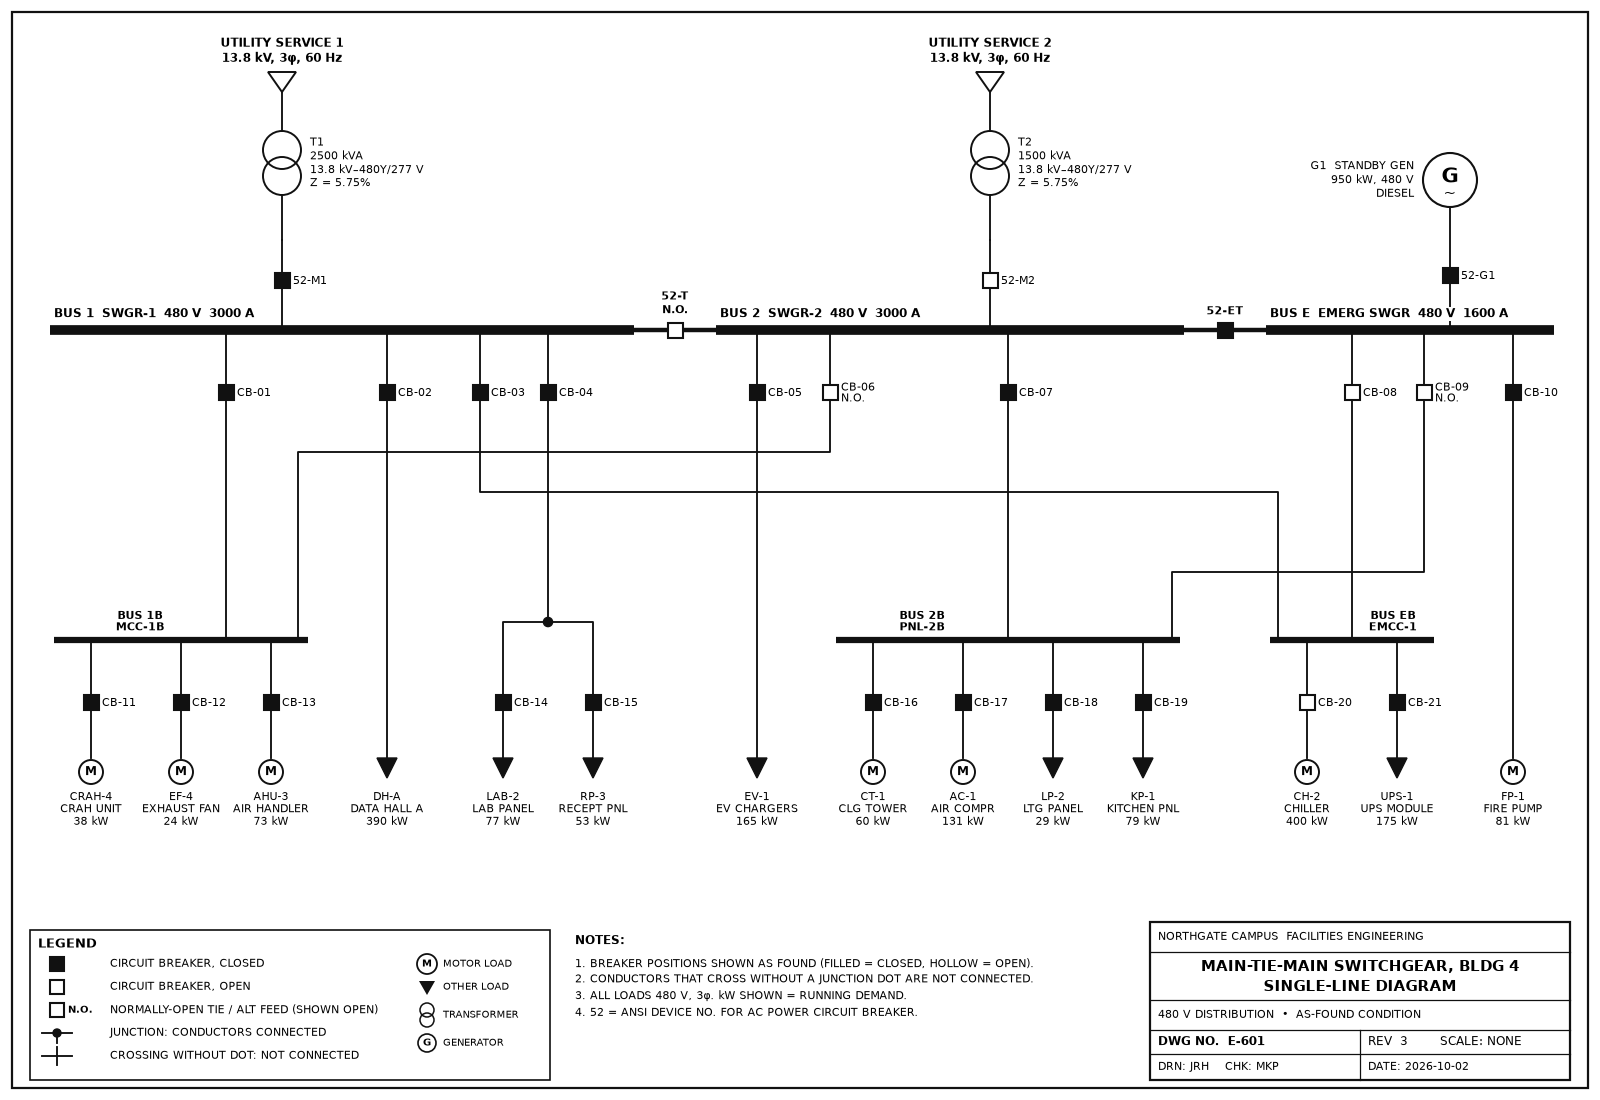 UTILITY SERVICE 1
13.8 kV, 3φ, 60 Hz
UTILITY SERVICE 2
13.8 kV, 3φ, 60 Hz
T1
2500 kVA
13.8 kV–480Y/277 V
Z = 5.75%
T2
1500 kVA
13.8 kV–480Y/277 V
Z = 5.75%
G1 STANDBY GEN
950 kW, 480 V
DIESEL
G
~
52-M1
52-M2
52-G1
BUS 1 SWGR-1 480 V 3000 A
52-T
N.O.
BUS 2 SWGR-2 480 V 3000 A
52-ET
BUS E EMERG SWGR 480 V 1600 A
CB-01
CB-02
CB-03
CB-04
CB-05
CB-06
N.O.
CB-07
CB-08
CB-09
N.O.
CB-10
BUS 1B
MCC-1B
BUS 2B
PNL-2B
BUS EB
EMCC-1
CB-11
CB-12
CB-13
CB-14
CB-15
CB-16
CB-17
CB-18
CB-19
CB-20
CB-21
M
CRAH-4
CRAH UNIT
38 kW
M
EF-4
EXHAUST FAN
24 kW
M
AHU-3
AIR HANDLER
73 kW
DH-A
DATA HALL A
390 kW
LAB-2
LAB PANEL
77 kW
RP-3
RECEPT PNL
53 kW
EV-1
EV CHARGERS
165 kW
M
CT-1
CLG TOWER
60 kW
M
AC-1
AIR COMPR
131 kW
LP-2
LTG PANEL
29 kW
KP-1
KITCHEN PNL
79 kW
M
CH-2
CHILLER
400 kW
UPS-1
UPS MODULE
175 kW
M
FP-1
FIRE PUMP
81 kW
LEGEND
CIRCUIT BREAKER, CLOSED
CIRCUIT BREAKER, OPEN
N.O. NORMALLY-OPEN TIE / ALT FEED (SHOWN OPEN)
JUNCTION: CONDUCTORS CONNECTED
CROSSING WITHOUT DOT: NOT CONNECTED
M MOTOR LOAD
OTHER LOAD
TRANSFORMER
G GENERATOR
NOTES:
1. BREAKER POSITIONS SHOWN AS FOUND (FILLED = CLOSED, HOLLOW = OPEN).
2. CONDUCTORS THAT CROSS WITHOUT A JUNCTION DOT ARE NOT CONNECTED.
3. ALL LOADS 480 V, 3φ. kW SHOWN = RUNNING DEMAND.
4. 52 = ANSI DEVICE NO. FOR AC POWER CIRCUIT BREAKER.
NORTHGATE CAMPUS FACILITIES ENGINEERING
MAIN-TIE-MAIN SWITCHGEAR, BLDG 4
SINGLE-LINE DIAGRAM
480 V DISTRIBUTION • AS-FOUND CONDITION
DWG NO. E-601
REV 3 SCALE: NONE
DRN: JRH CHK: MKP
DATE: 2026-10-02